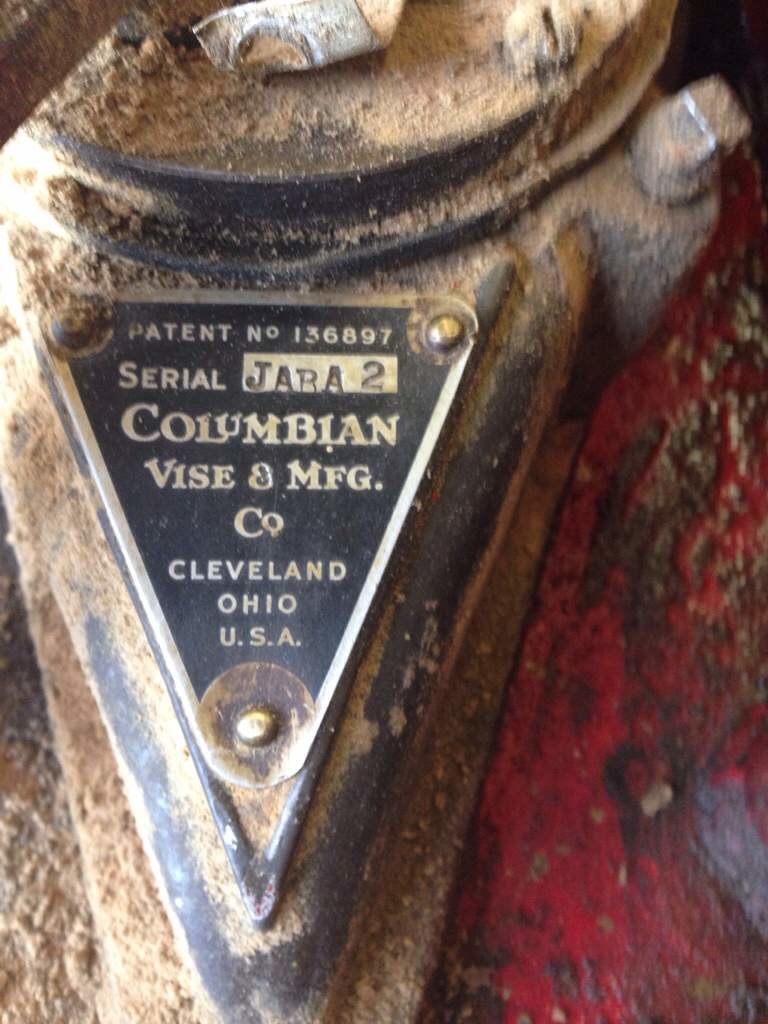 PATENT No 136897
SERIAL JARA 2
COLUMBIAN
VISE & MFG.
Co
CLEVELAND
OHIO
U.S.A.